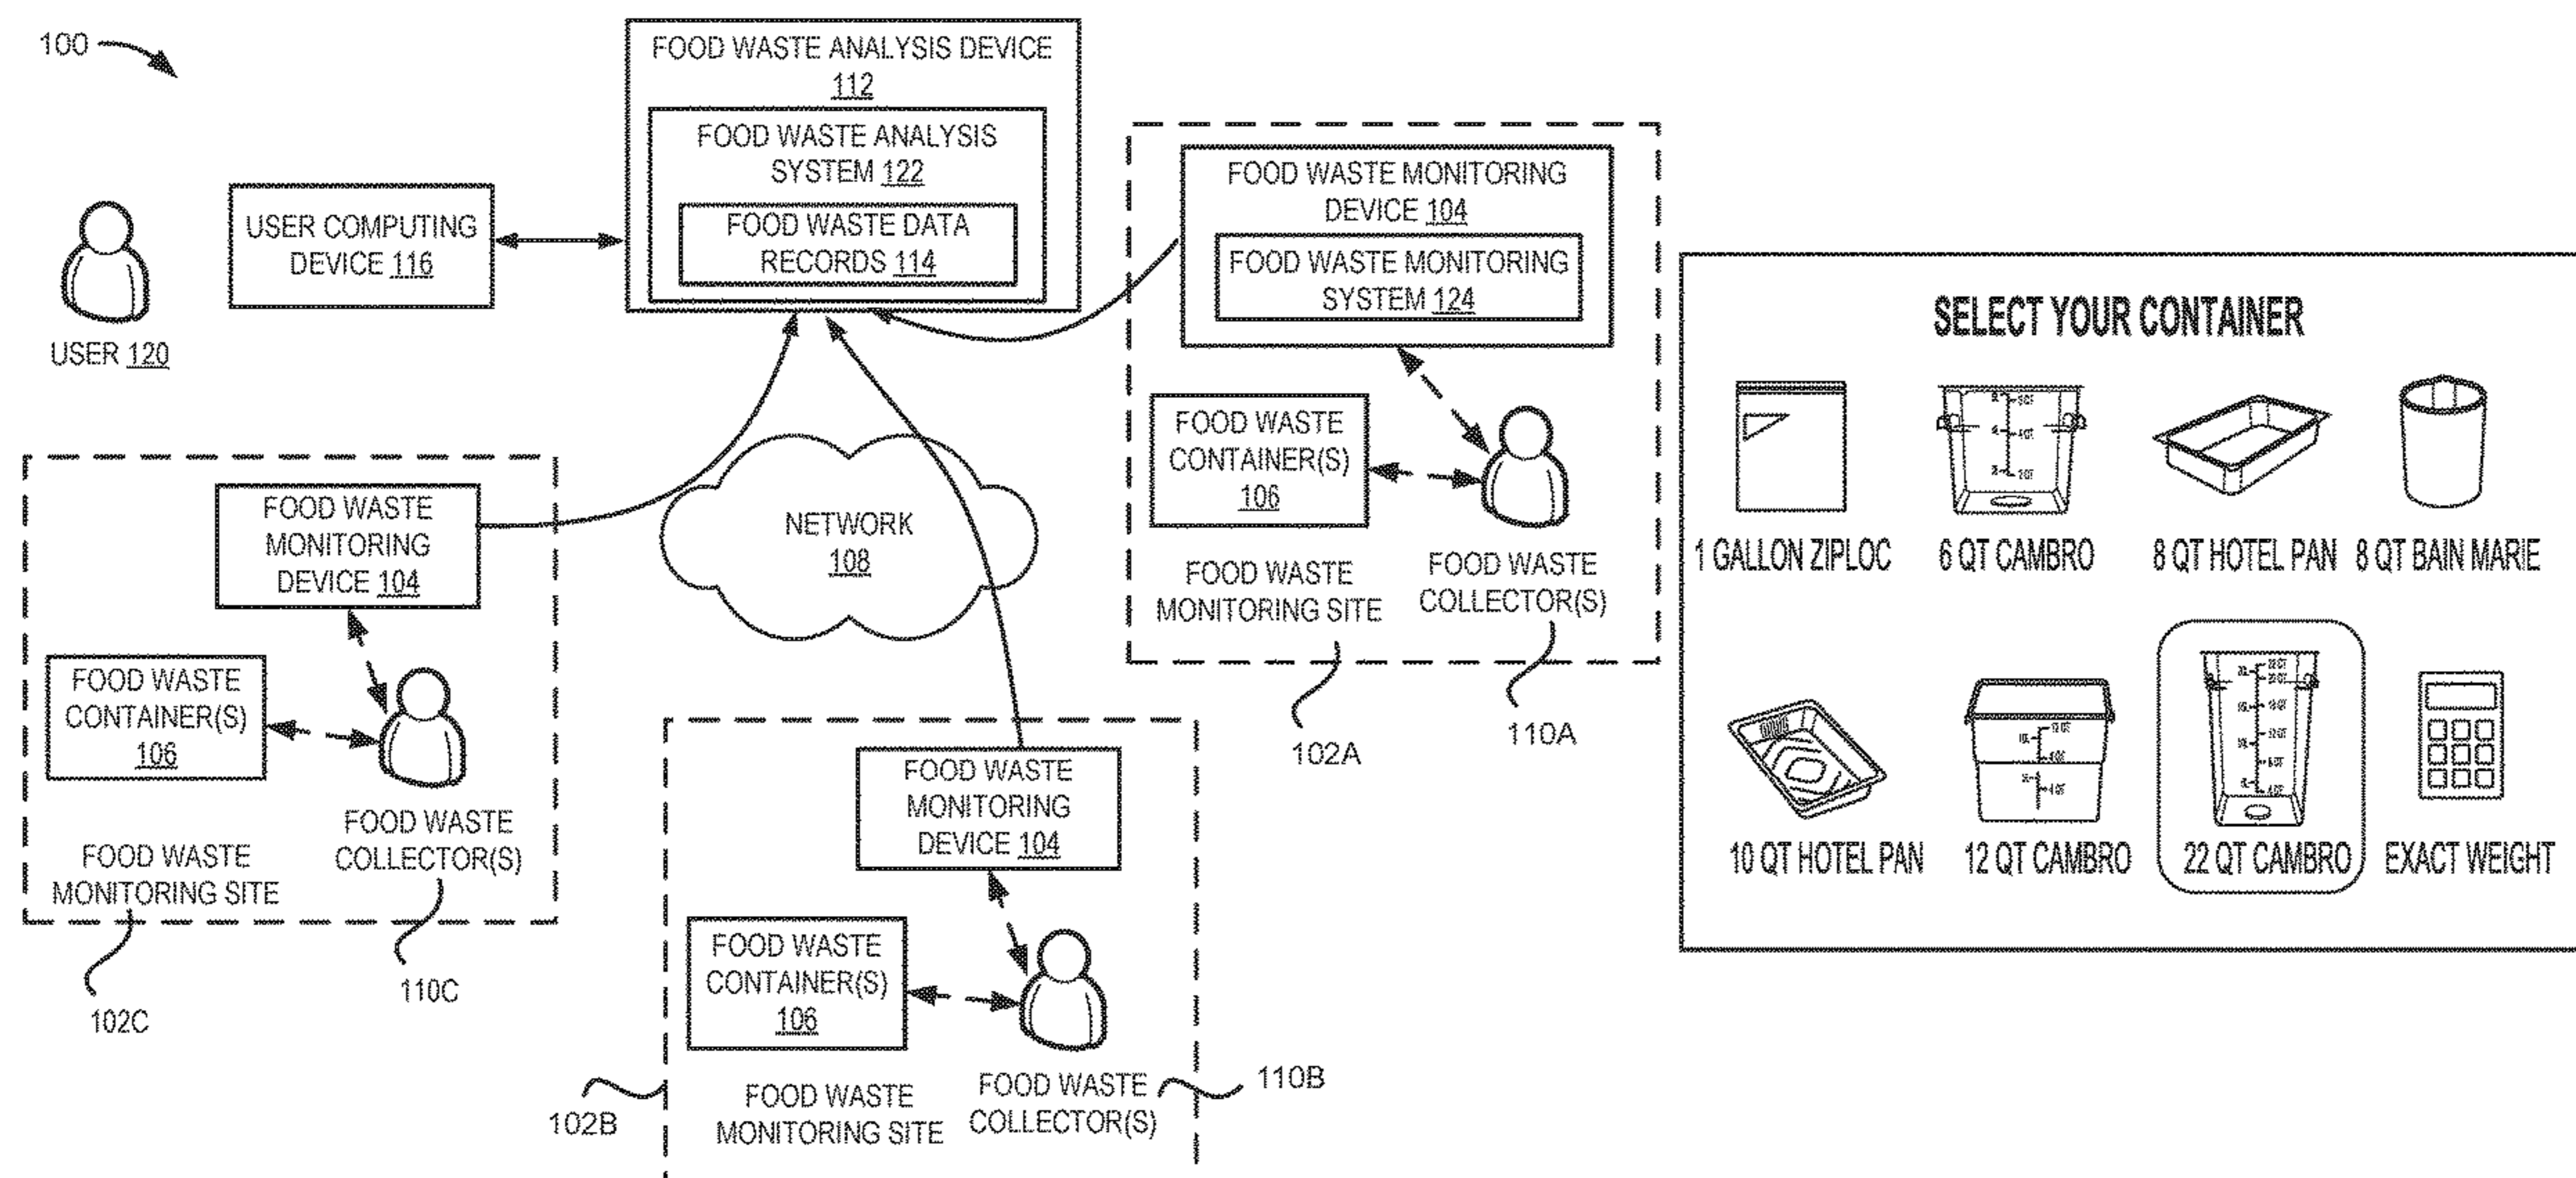 100
FOOD WASTE ANALYSIS DEVICE
112
FOOD WASTE ANALYSIS
SYSTEM 122
FOOD WASTE DATA
RECORDS 114
USER COMPUTING
DEVICE 116
USER 120
FOOD WASTE MONITORING
DEVICE 104
FOOD WASTE MONITORING
SYSTEM 124
FOOD WASTE
CONTAINER(S)
106
FOOD WASTE
MONITORING SITE
FOOD WASTE
COLLECTOR(S)
102A
110A
NETWORK
108
FOOD WASTE
MONITORING
DEVICE 104
FOOD WASTE
CONTAINER(S)
106
FOOD WASTE
COLLECTOR(S)
FOOD WASTE
MONITORING SITE
102C
110C
FOOD WASTE
MONITORING
DEVICE 104
FOOD WASTE
CONTAINER(S)
106
FOOD WASTE
MONITORING SITE
FOOD WASTE
COLLECTOR(S)
102B
110B
SELECT YOUR CONTAINER
1 GALLON ZIPLOC
6 QT CAMBRO
8 QT HOTEL PAN
8 QT BAIN MARIE
10 QT HOTEL PAN
12 QT CAMBRO
22 QT CAMBRO
EXACT WEIGHT